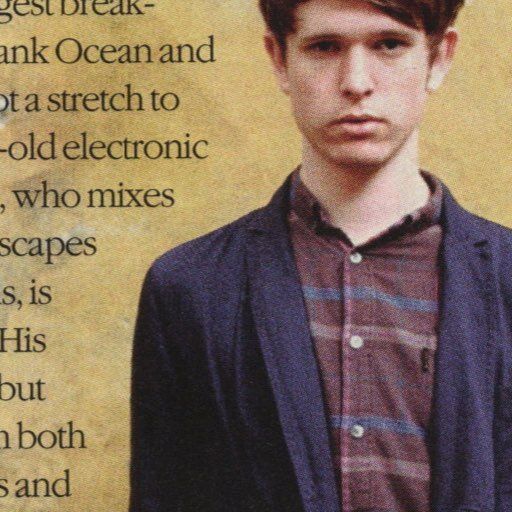 gest break-
ank Ocean and
ot a stretch to
-old electronic
, who mixes
scapes
s, is
His
but
n both
s and